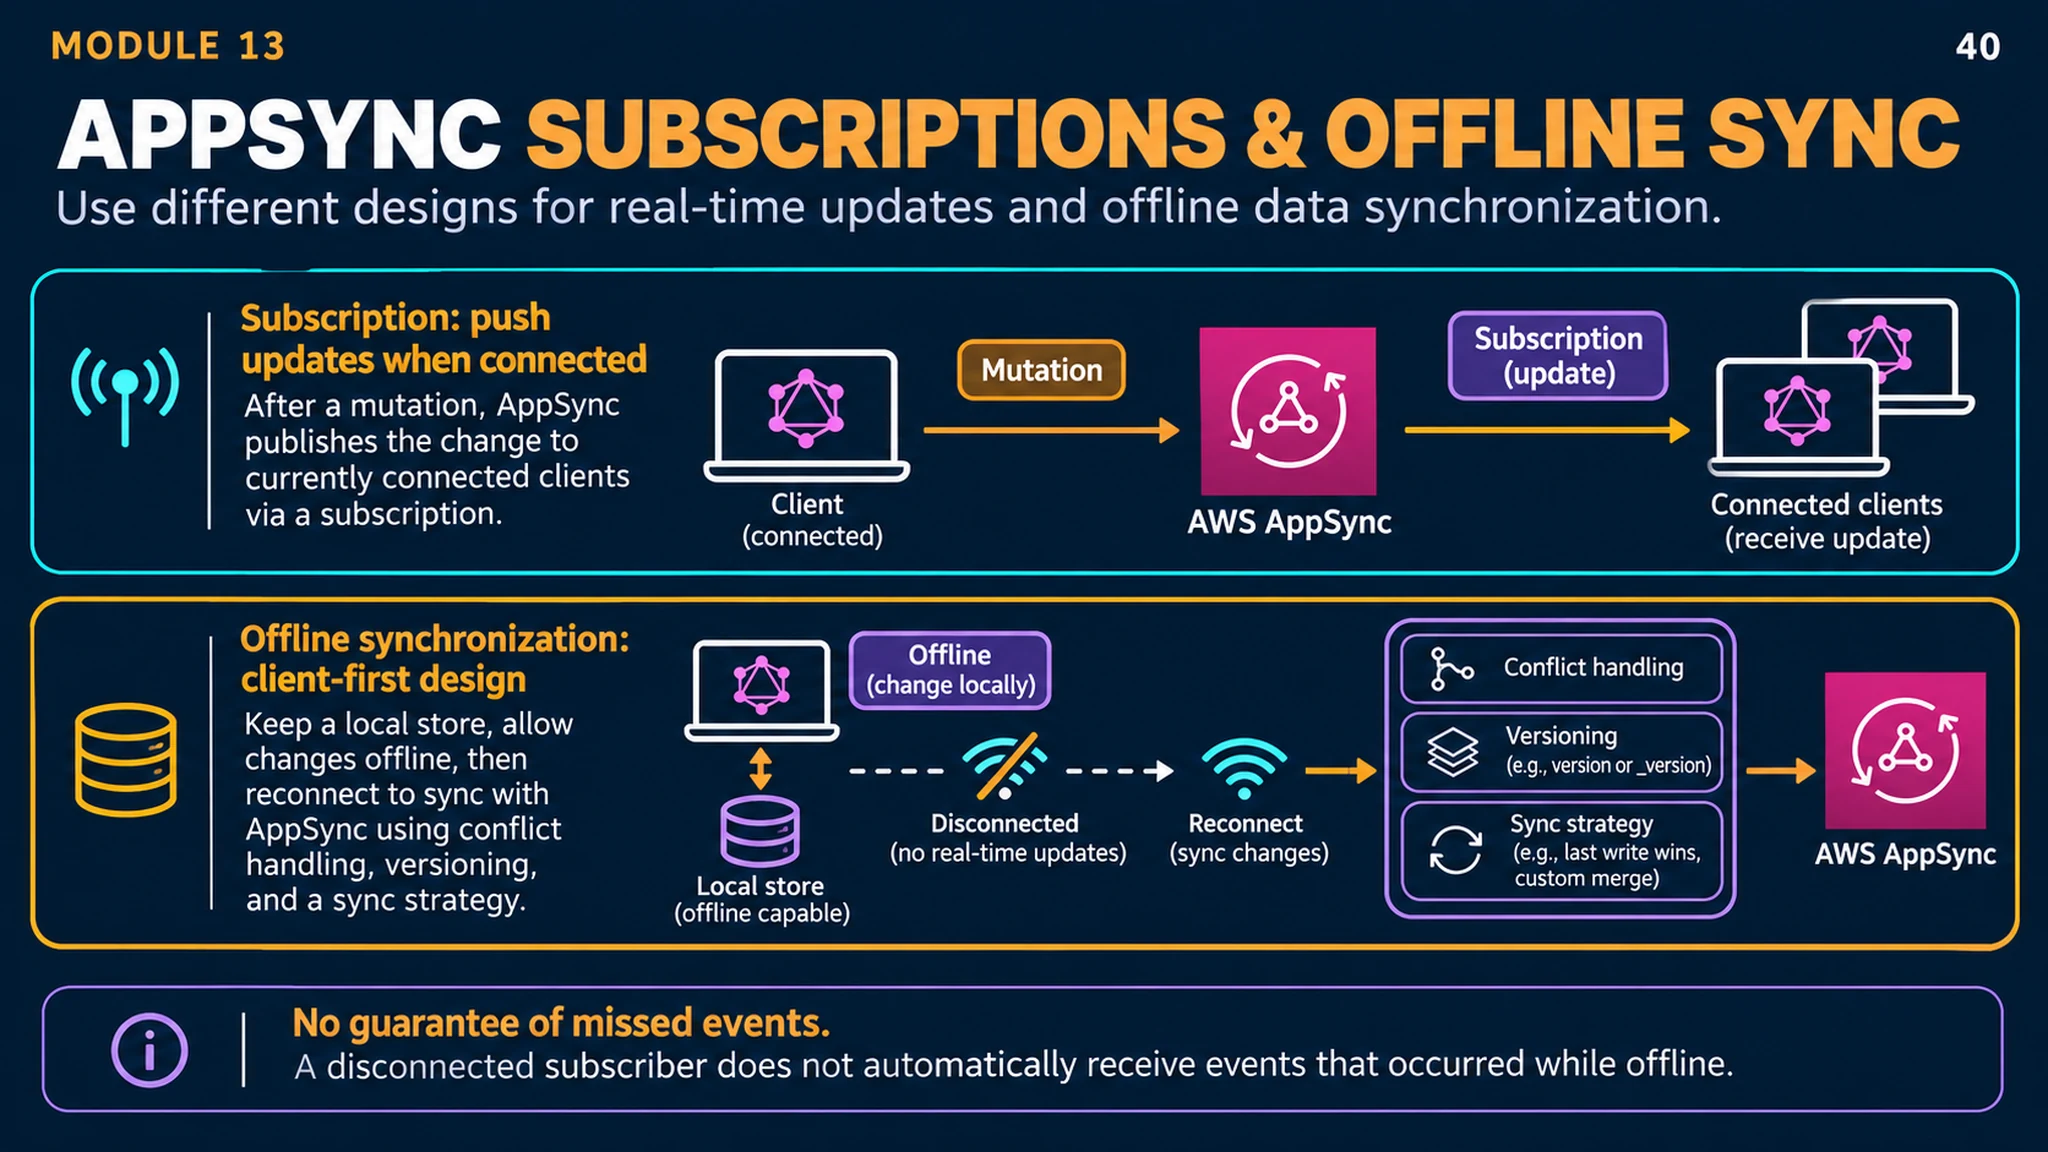 MODULE 13
40
APPSYNC SUBSCRIPTIONS & OFFLINE SYNC
Use different designs for real-time updates and offline data synchronization.
Subscription: push
updates when connected
After a mutation, AppSync
publishes the change to
currently connected clients
via a subscription.
Client
(connected)
Mutation
AWS AppSync
Subscription
(update)
Connected clients
(receive update)
Offline synchronization:
client-first design
Keep a local store, allow
changes offline, then
reconnect to sync with
AppSync using conflict
handling, versioning,
and a sync strategy.
Offline
(change locally)
Local store
(offline capable)
Disconnected
(no real-time updates)
Reconnect
(sync changes)
Conflict handling
Versioning
(e.g., version or _version)
Sync strategy
(e.g., last write wins,
custom merge)
AWS AppSync
No guarantee of missed events.
A disconnected subscriber does not automatically receive events that occurred while offline.